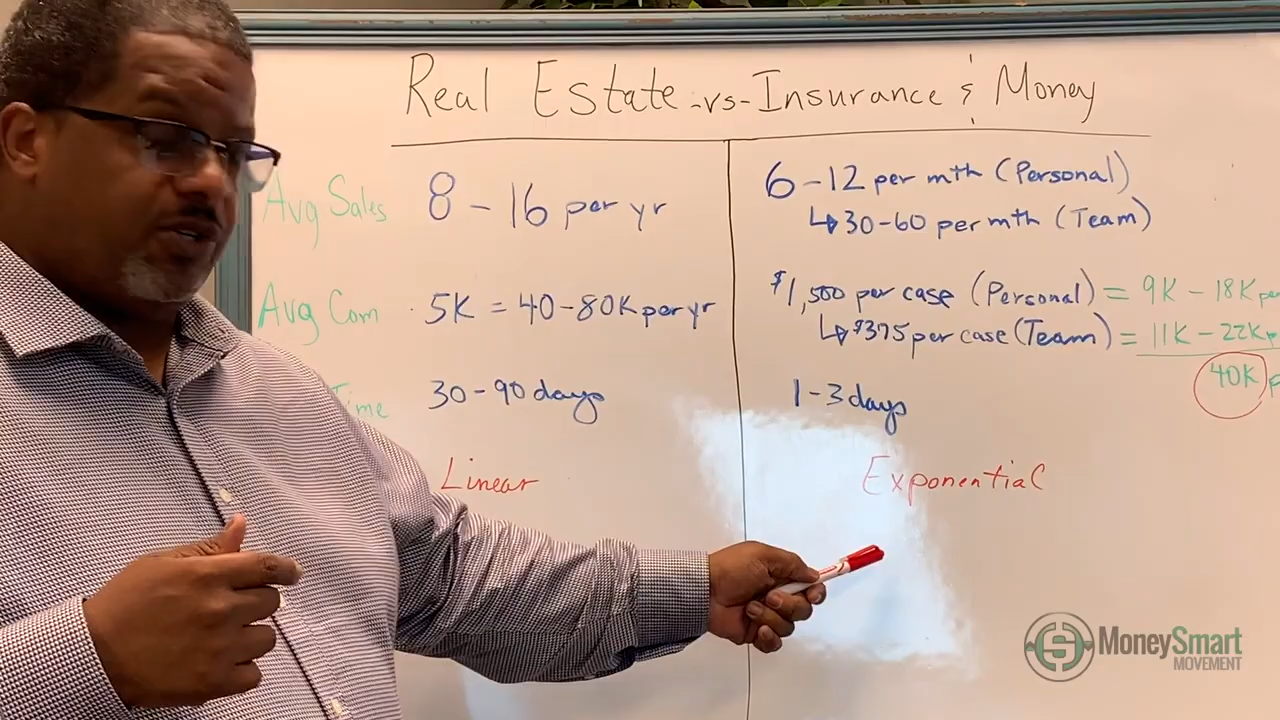 Real Estate -vs- Insurance & Money
Avg Sales 8 - 16 per yr 6 - 12 per mth (Personal)
↳ 30-60 per mth (Team)
Avg Com 5K = 40-80K per yr $1,500 per case (Personal) = 9K - 18K per
↳ $375 per case (Team) = 11K - 22K p
40K p
Time 30-90 days 1-3 days
Linear Exponential
MoneySmart
MOVEMENT